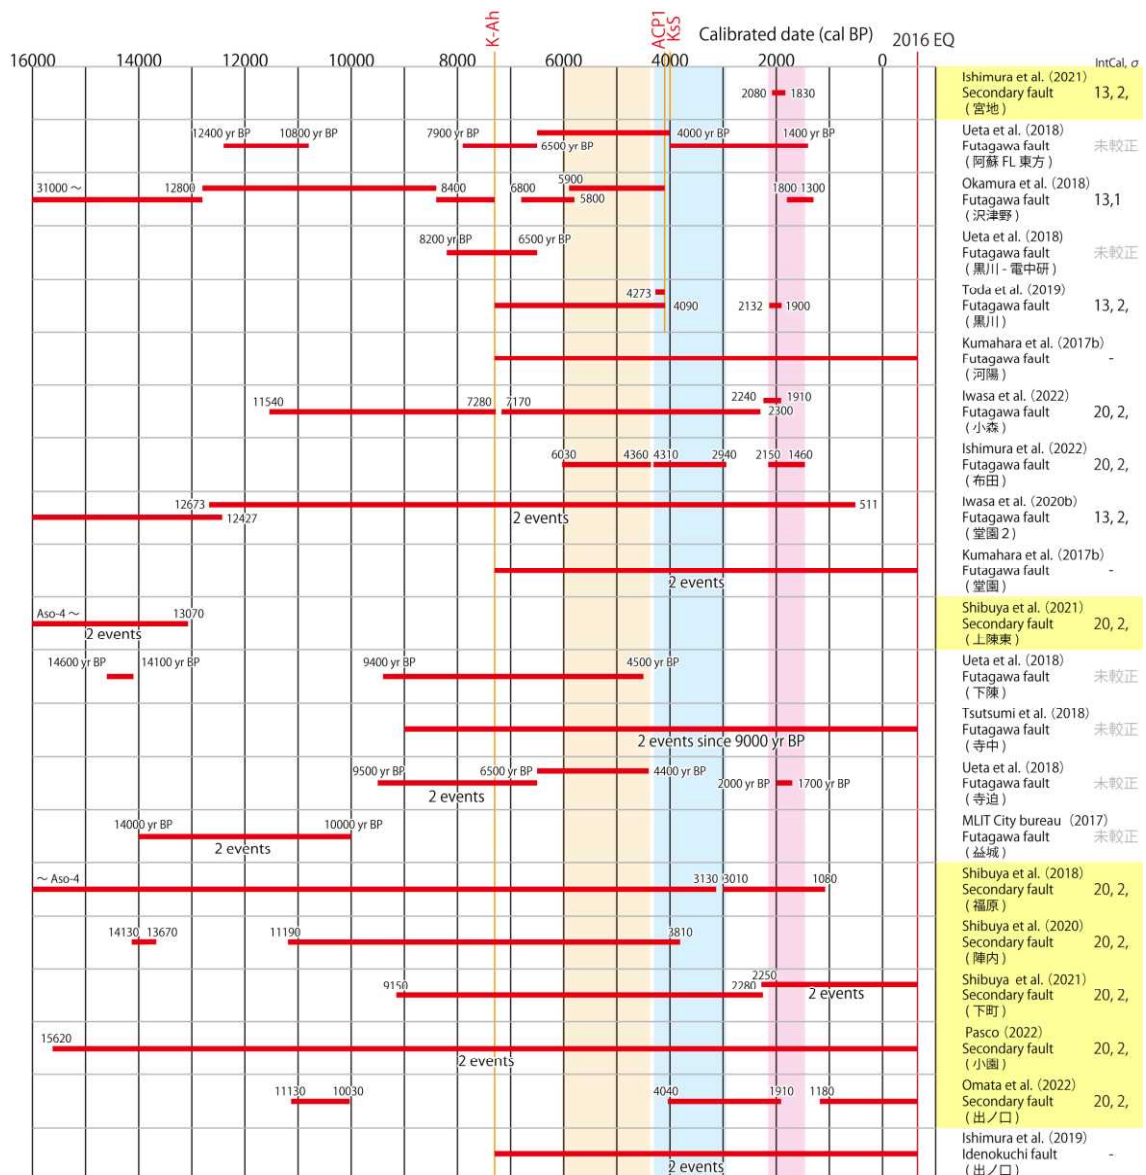 K-Ah
ACP1
KsS
Calibrated date (cal BP)
2016 EQ
16000 14000 12000 10000 8000 6000 4000 2000 0
IntCal, σ
2080 1830
Ishimura et al. (2021)
Secondary fault
( 宮地 )
13, 2,
12400 yr BP 10800 yr BP 7900 yr BP 6500 yr BP 4000 yr BP 1400 yr BP
Ueta et al. (2018)
Futagawa fault
( 阿蘇 FL 東方 )
未較正
31000 ～ 12800 8400 6800 5900 5800 1800 1300
Okamura et al. (2018)
Futagawa fault
( 沢津野 )
13,1
8200 yr BP 6500 yr BP
Ueta et al. (2018)
Futagawa fault
( 黒川 - 電中研 )
未較正
4273 4090 2132 1900
Toda et al. (2019)
Futagawa fault
( 黒川 )
13, 2,
Kumahara et al. (2017b)
Futagawa fault
( 河陽 )
-
11540 7280 7170 2240 1910 2300
Iwasa et al. (2022)
Futagawa fault
( 小森 )
20, 2,
6030 4360 4310 2940 2150 1460
Ishimura et al. (2022)
Futagawa fault
( 布田 )
20, 2,
12673 12427 2 events 511
Iwasa et al. (2020b)
Futagawa fault
( 堂園 2 )
13, 2,
2 events
Kumahara et al. (2017b)
Futagawa fault
( 堂園 )
-
Aso-4 ～ 13070
2 events
Shibuya et al. (2021)
Secondary fault
( 上陳東 )
20, 2,
14600 yr BP 14100 yr BP 9400 yr BP 4500 yr BP
Ueta et al. (2018)
Futagawa fault
( 下陳 )
未較正
2 events since 9000 yr BP
Tsutsumi et al. (2018)
Futagawa fault
( 寺中 )
未較正
9500 yr BP 6500 yr BP 4400 yr BP 2000 yr BP 1700 yr BP
2 events
Ueta et al. (2018)
Futagawa fault
( 寺迫 )
未較正
14000 yr BP 10000 yr BP
2 events
MLIT City bureau (2017)
Futagawa fault
( 益城 )
未較正
～ Aso-4 3130 3010 1080
Shibuya et al. (2018)
Secondary fault
( 福原 )
20, 2,
14130 13670 11190 3810
Shibuya et al. (2020)
Secondary fault
( 陣内 )
20, 2,
9150 2280 2250
2 events
Shibuya et al. (2021)
Secondary fault
( 下町 )
20, 2,
15620
2 events
Pasco (2022)
Secondary fault
( 小園 )
20, 2,
11130 10030 4040 1910 1180
Omata et al. (2022)
Secondary fault
( 出ノ口 )
20, 2,
2 events
Ishimura et al. (2019)
Idenokuchi fault
( 出ノ口 )
-